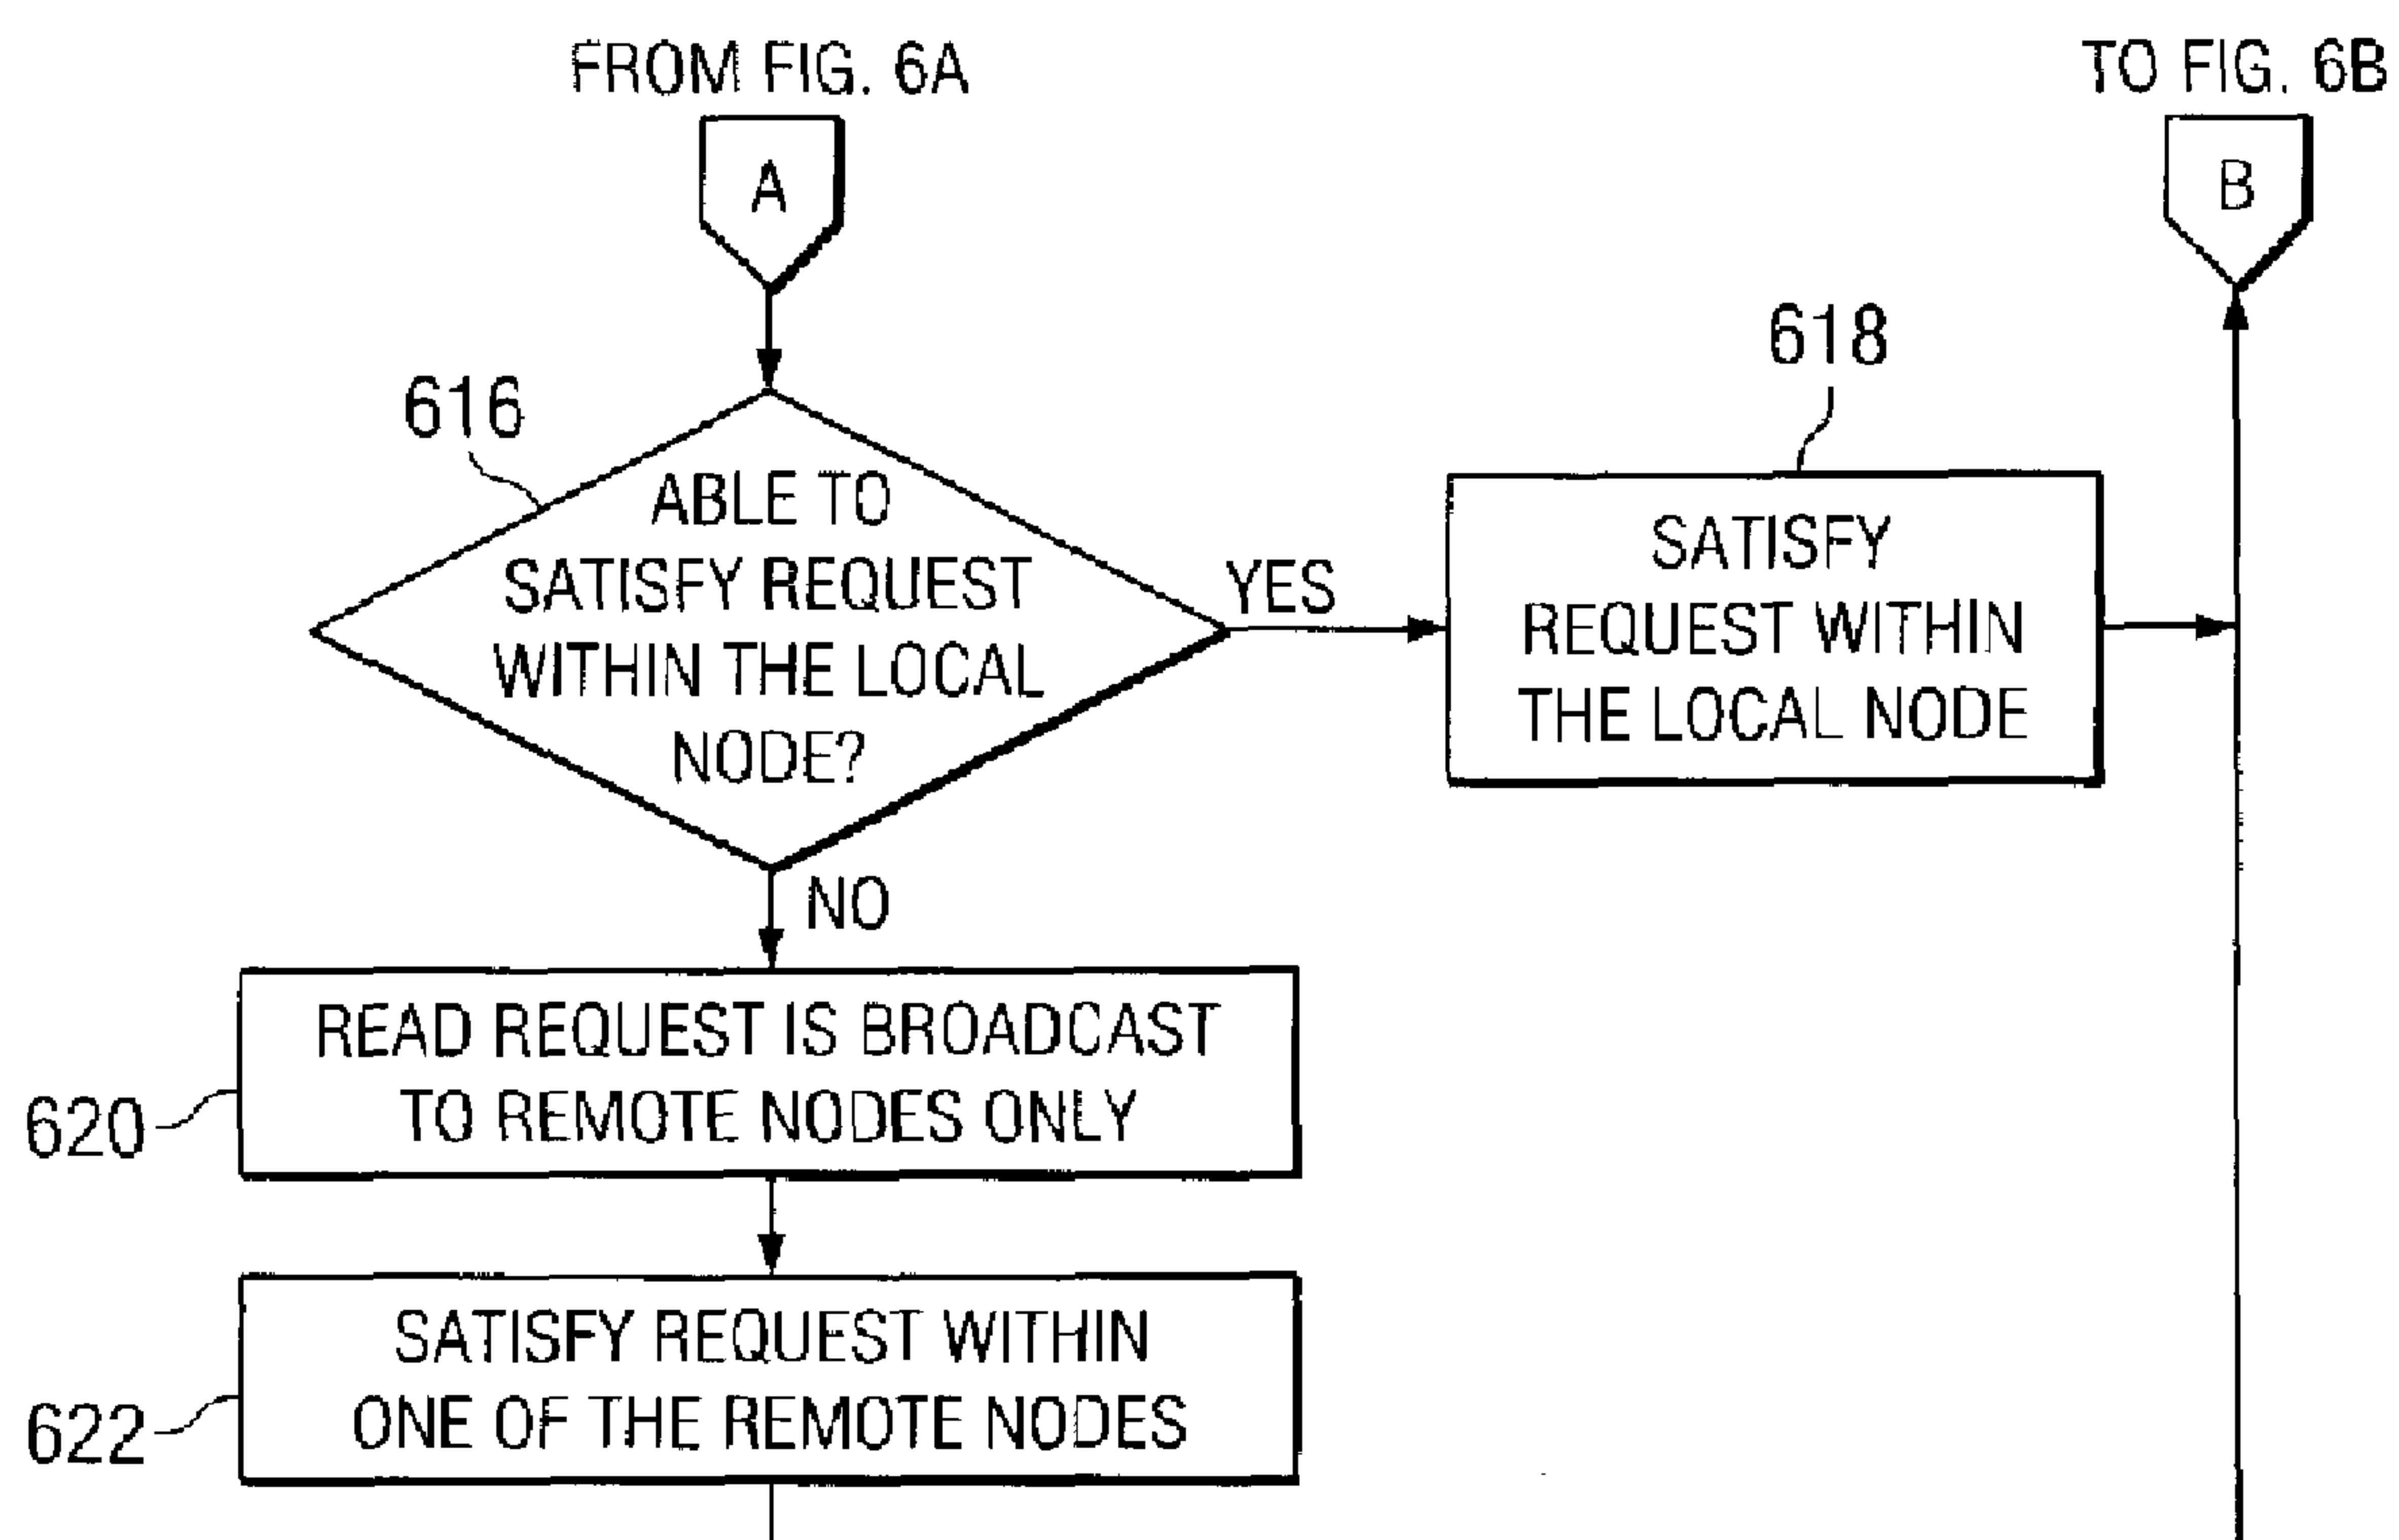 FROM FIG. 6A
A
TO FIG. 6B
B
616
ABLE TO
SATISFY REQUEST
WITHIN THE LOCAL
NODE?
YES
618
SATISFY
REQUEST WITHIN
THE LOCAL NODE
NO
620
READ REQUEST IS BROADCAST
TO REMOTE NODES ONLY
622
SATISFY REQUEST WITHIN
ONE OF THE REMOTE NODES